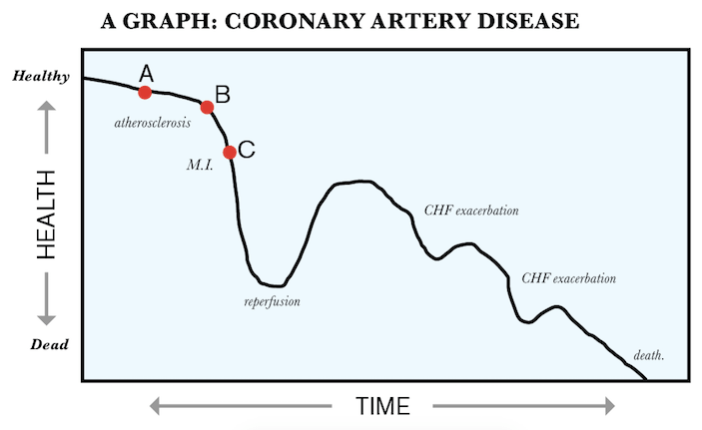 A GRAPH: CORONARY ARTERY DISEASE
Healthy
A
B
atherosclerosis
C
M.I.
HEALTH
CHF exacerbation
CHF exacerbation
reperfusion
Dead
death.
TIME